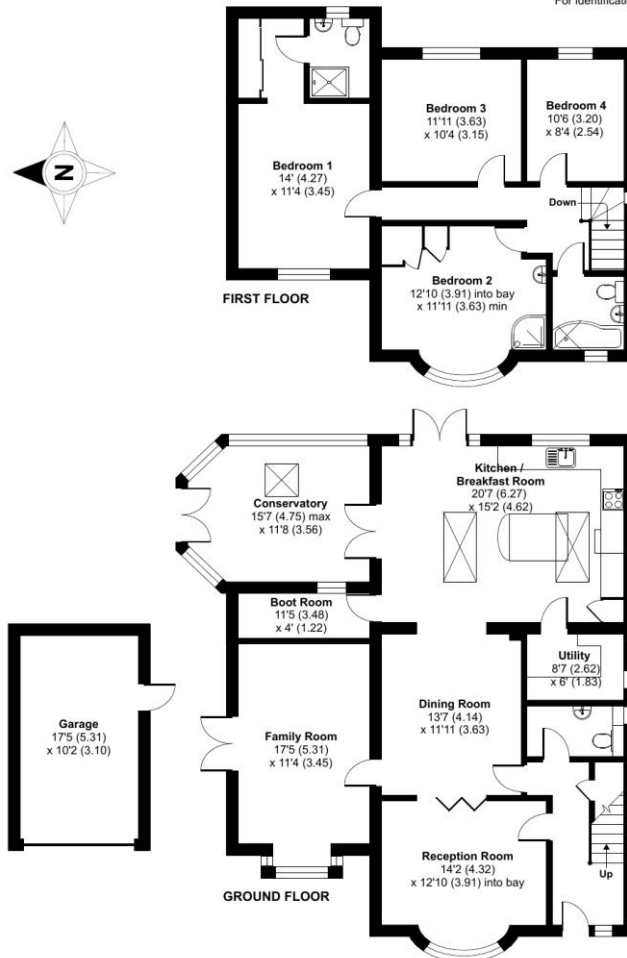 For identificatio
Bedroom 3
11'11 (3.63)
x 10'4 (3.15)
Bedroom 4
10'6 (3.20)
x 8'4 (2.54)
N
Bedroom 1
14' (4.27)
x 11'4 (3.45)
Down
Bedroom 2
12'10 (3.91) into bay
x 11'11 (3.63) min
FIRST FLOOR
Kitchen /
Breakfast Room
20'7 (6.27)
x 15'2 (4.62)
Conservatory
15'7 (4.75) max
x 11'8 (3.56)
Boot Room
11'5 (3.48)
x 4' (1.22)
Utility
8'7 (2.62)
x 6' (1.83)
Dining Room
13'7 (4.14)
x 11'11 (3.63)
Garage
17'5 (5.31)
x 10'2 (3.10)
Family Room
17'5 (5.31)
x 11'4 (3.45)
Reception Room
14'2 (4.32)
x 12'10 (3.91) into bay
Up
GROUND FLOOR